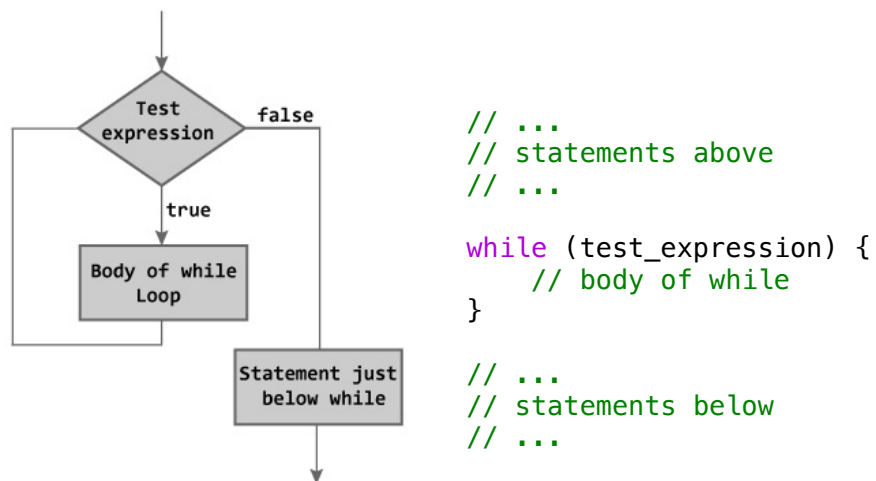 Test
expression
false
true
Body of while
Loop
Statement just
below while
// ...
// statements above
// ...
while (test_expression) {
    // body of while
}
// ...
// statements below
// ...